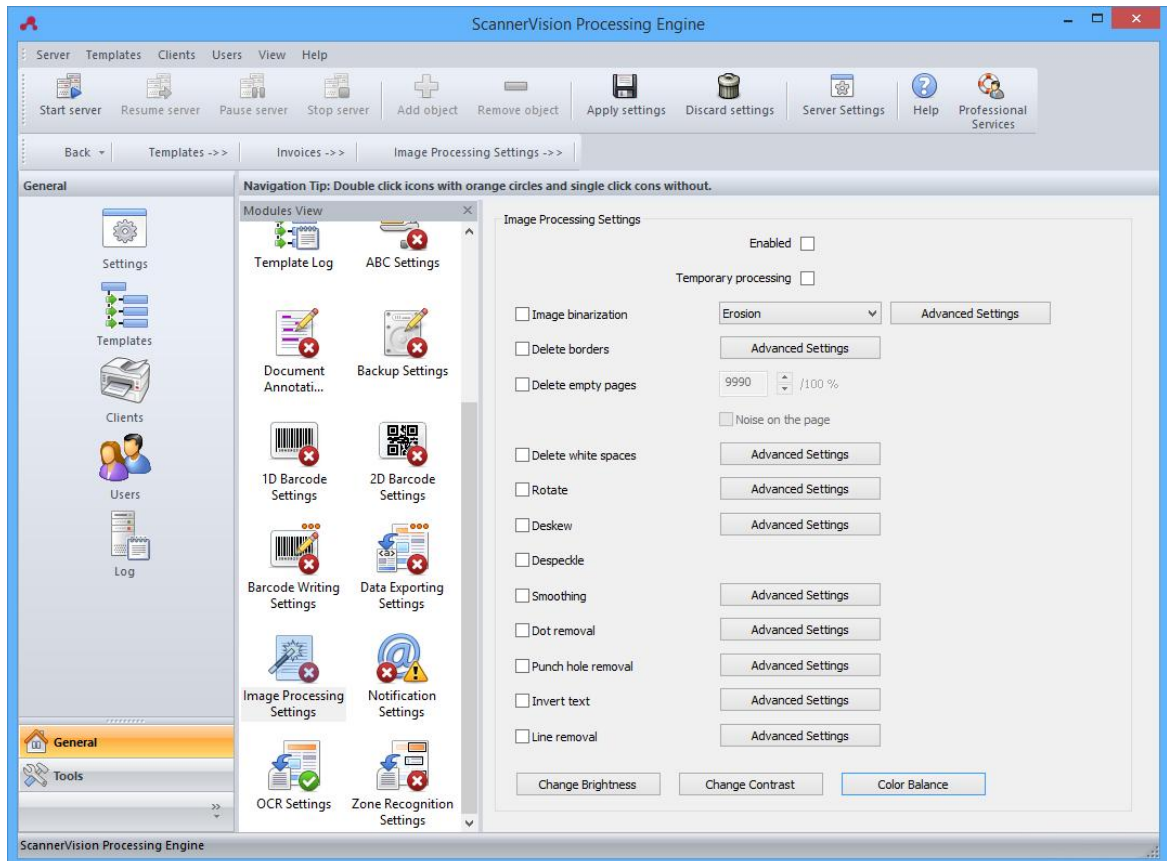 ScannerVision Processing Engine
Server Templates Clients Users View Help
Start server Resume server Pause server Stop server Add object Remove object Apply settings Discard settings Server Settings Help Professional Services
Back Templates ->> Invoices ->> Image Processing Settings ->>
General
Navigation Tip: Double click icons with orange circles and single click cons without.
Settings
Templates
Clients
Users
Log
General
Tools
Modules View
Template Log ABC Settings
Document Annotati... Backup Settings
1D Barcode Settings 2D Barcode Settings
Barcode Writing Settings Data Exporting Settings
Image Processing Settings Notification Settings
OCR Settings Zone Recognition Settings
Image Processing Settings
Enabled
Temporary processing
Image binarization Erosion Advanced Settings
Delete borders Advanced Settings
Delete empty pages 9990 /100 %
Noise on the page
Delete white spaces Advanced Settings
Rotate Advanced Settings
Deskew Advanced Settings
Despeckle
Smoothing Advanced Settings
Dot removal Advanced Settings
Punch hole removal Advanced Settings
Invert text Advanced Settings
Line removal Advanced Settings
Change Brightness Change Contrast Color Balance
ScannerVision Processing Engine